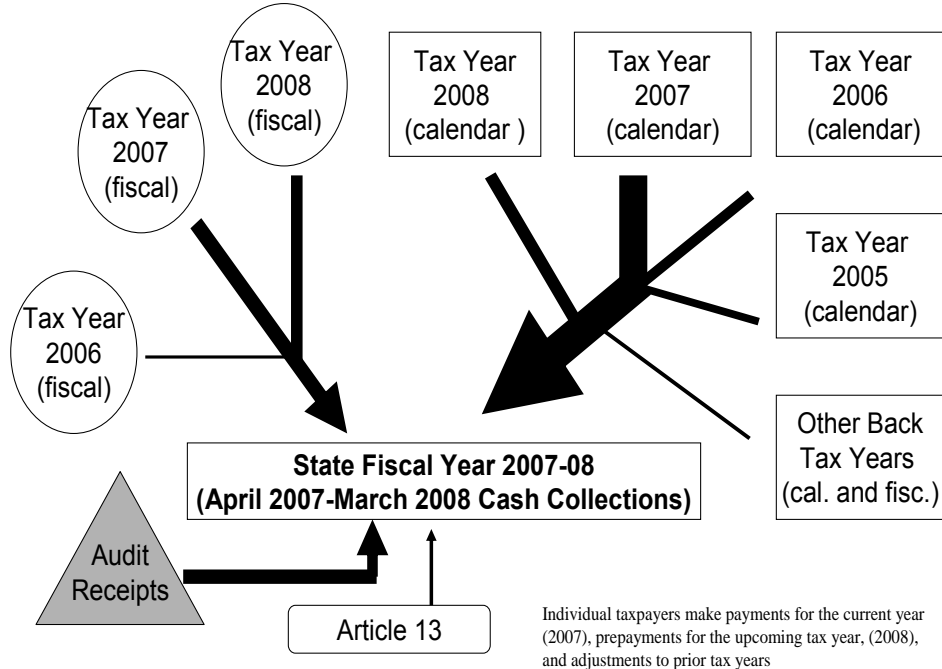 Tax Year
2008
(fiscal)
Tax Year
2007
(fiscal)
Tax Year
2006
(fiscal)
Tax Year
2008
(calendar )
Tax Year
2007
(calendar)
Tax Year
2006
(calendar)
Tax Year
2005
(calendar)
Other Back
Tax Years
(cal. and fisc.)
State Fiscal Year 2007-08
(April 2007-March 2008 Cash Collections)
Audit
Receipts
Article 13
Individual taxpayers make payments for the current year
(2007), prepayments for the upcoming tax year, (2008),
and adjustments to prior tax years